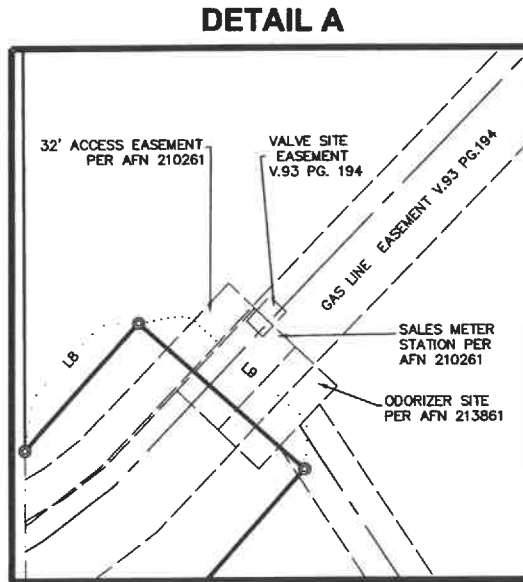 DETAIL A
32' ACCESS EASEMENT
PER AFN 210261
VALVE SITE
EASEMENT
V.93 PG. 194
GAS LINE EASEMENT V.93 PG.194
L8
SALES METER
STATION PER
AFN 210261
ODORIZER SITE
PER AFN 213861